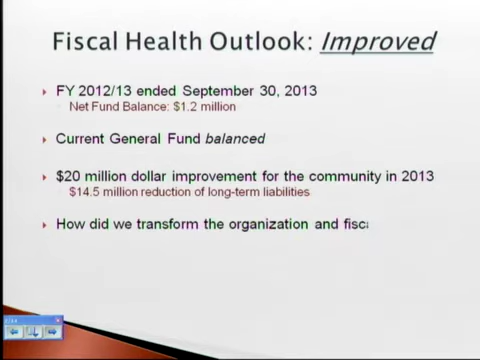 Fiscal Health Outlook: Improved
FY 2012/13 ended September 30, 2013
Net Fund Balance: $1.2 million
Current General Fund balanced
$20 million dollar improvement for the community in 2013
$14.5 million reduction of long-term liabilities
How did we transform the organization and fisca